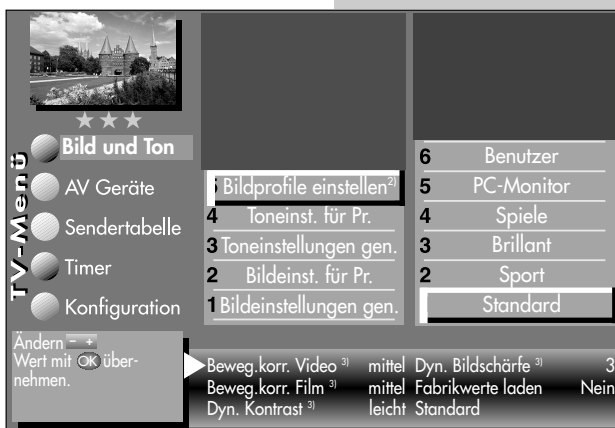 TV-Menü
Bild und Ton
AV Geräte
Sendertabelle
Timer
Konfiguration
5 Bildprofile einstellen 2)
4 Toneinst. für Pr.
3 Toneinstellungen gen.
2 Bildeinst. für Pr.
1 Bildeinstellungen gen.
6 Benutzer
5 PC-Monitor
4 Spiele
3 Brillant
2 Sport
Standard
Ändern - +
Wert mit OK über-
nehmen.
Beweg.korr. Video 3) mittel Dyn. Bildschärfe 3) 3
Beweg.korr. Film 3) mittel Fabrikwerte laden Nein
Dyn. Kontrast 3) leicht Standard